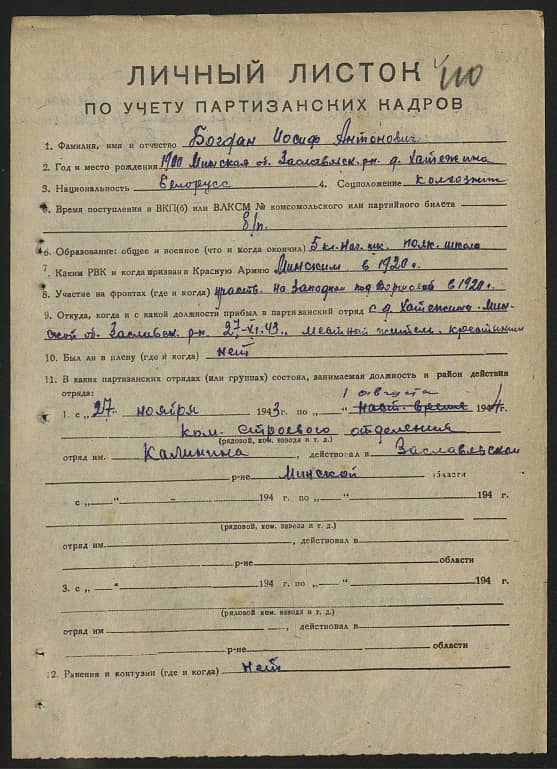 110
ЛИЧНЫЙ ЛИСТОК
ПО УЧЕТУ ПАРТИЗАНСКИХ КАДРОВ
1. Фамилия, имя и отчество Богдан Иосиф Антонович
2. Год и место рождения 1900 Минская об. Заславск. рн. д. Хатежина
3. Национальность белорусс 4. Соцположение колхозник
5. Время поступления в ВКП(б) или ВЛКСМ № комсомольского или партийного билета
б/п.
6. Образование: общее и военное (что и когда окончил) 5 кл. полк. школа
7. Каким РВК и когда призван в Красную Армию Минским в 1920 г.
8. Участие на фронтах (где и когда) участв. на Западном под в 1920 г.
9. Откуда, когда и с какой должности прибыл в партизанский отряд с д. Хатежино Мин-
ской об. Заславск. рн. 27-XI.43., местный житель. крестьянин
10. Был ли в плену (где и когда) нет
11. В каких партизанских отрядах (или группах) состоял, занимаемая должность и район действия
отряда: 1 августа
1. с „27 ноября 1943 г. по „ “ наст. время 1944 г.
ком. строевого отделения
(рядовой, ком. взвода и т. д.)
отряд им. Калинина, действовал в Заславльском
р-не Минской области
с „ “ - 194 г. по „ “ 194 г.
(рядовой, ком. взвода и т. д.)
отряд им. , действовал в
р-не области
3. с „ “ 194 г. по „ “ 194 г.
(рядовой, ком. взвода и т. д.)
отряд им , действовал в
р-не области
12. Ранения и контузии (где и когда) нет